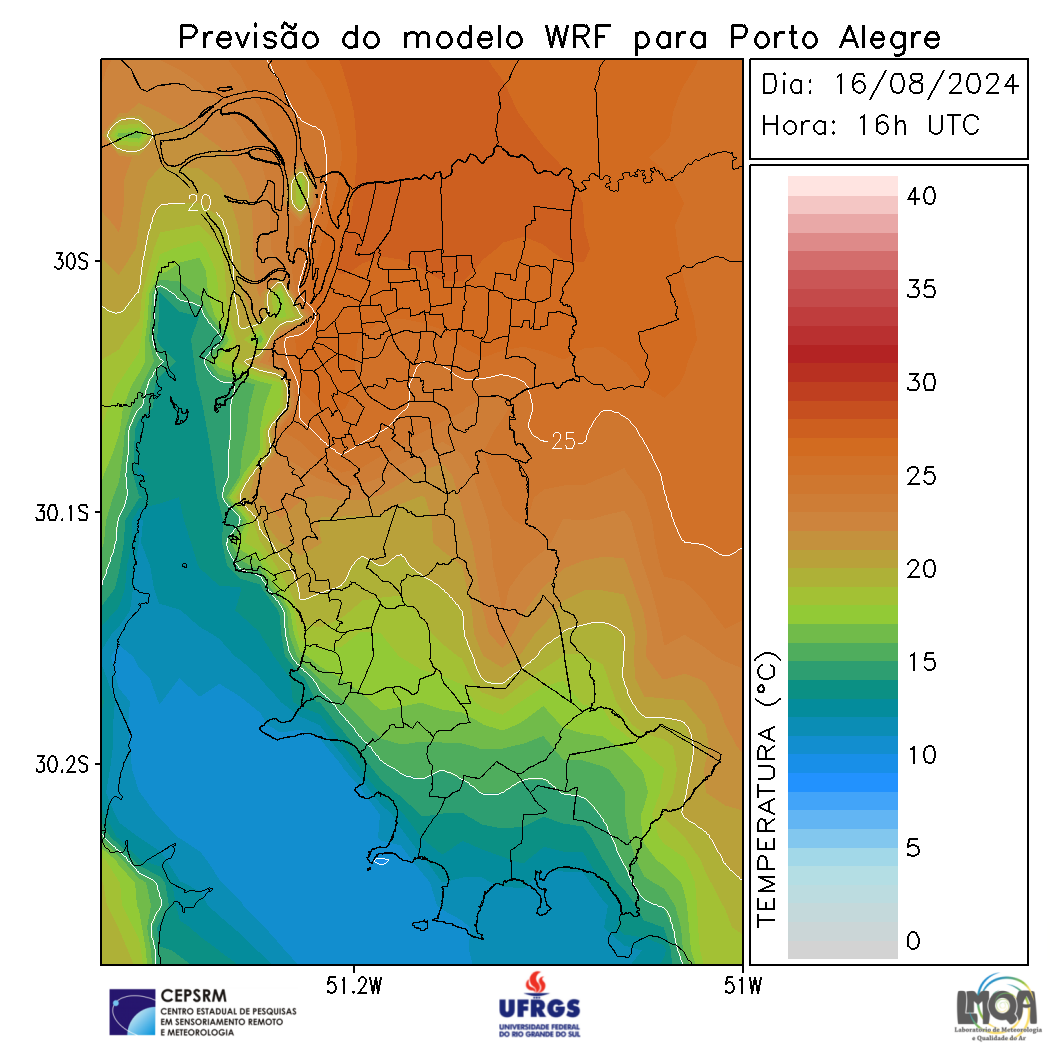 Previsão do modelo WRF para Porto Alegre
Dia: 16/08/2024
Hora: 16h UTC
20
25
30S
30.1S
30.2S
51.2W
51W
TEMPERATURA (°C)
40
35
30
25
20
15
10
5
0
CEPSRM
CENTRO ESTADUAL DE PESQUISAS
EM SENSORIAMENTO REMOTO
E METEOROLOGIA
UFRGS
UNIVERSIDADE FEDERAL
DO RIO GRANDE DO SUL
LMQA
Laboratório de Meteorologia
e Qualidade do Ar